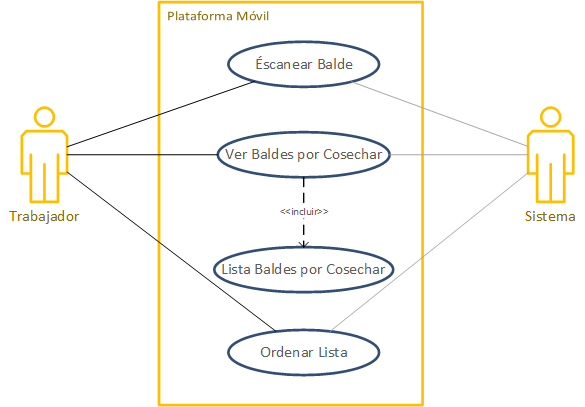 Plataforma Móvil
Éscanear Balde
Ver Baldes por Cosechar
<<incluir>>
Trabajador
Sistema
Lista Baldes por Cosechar
Ordenar Lista